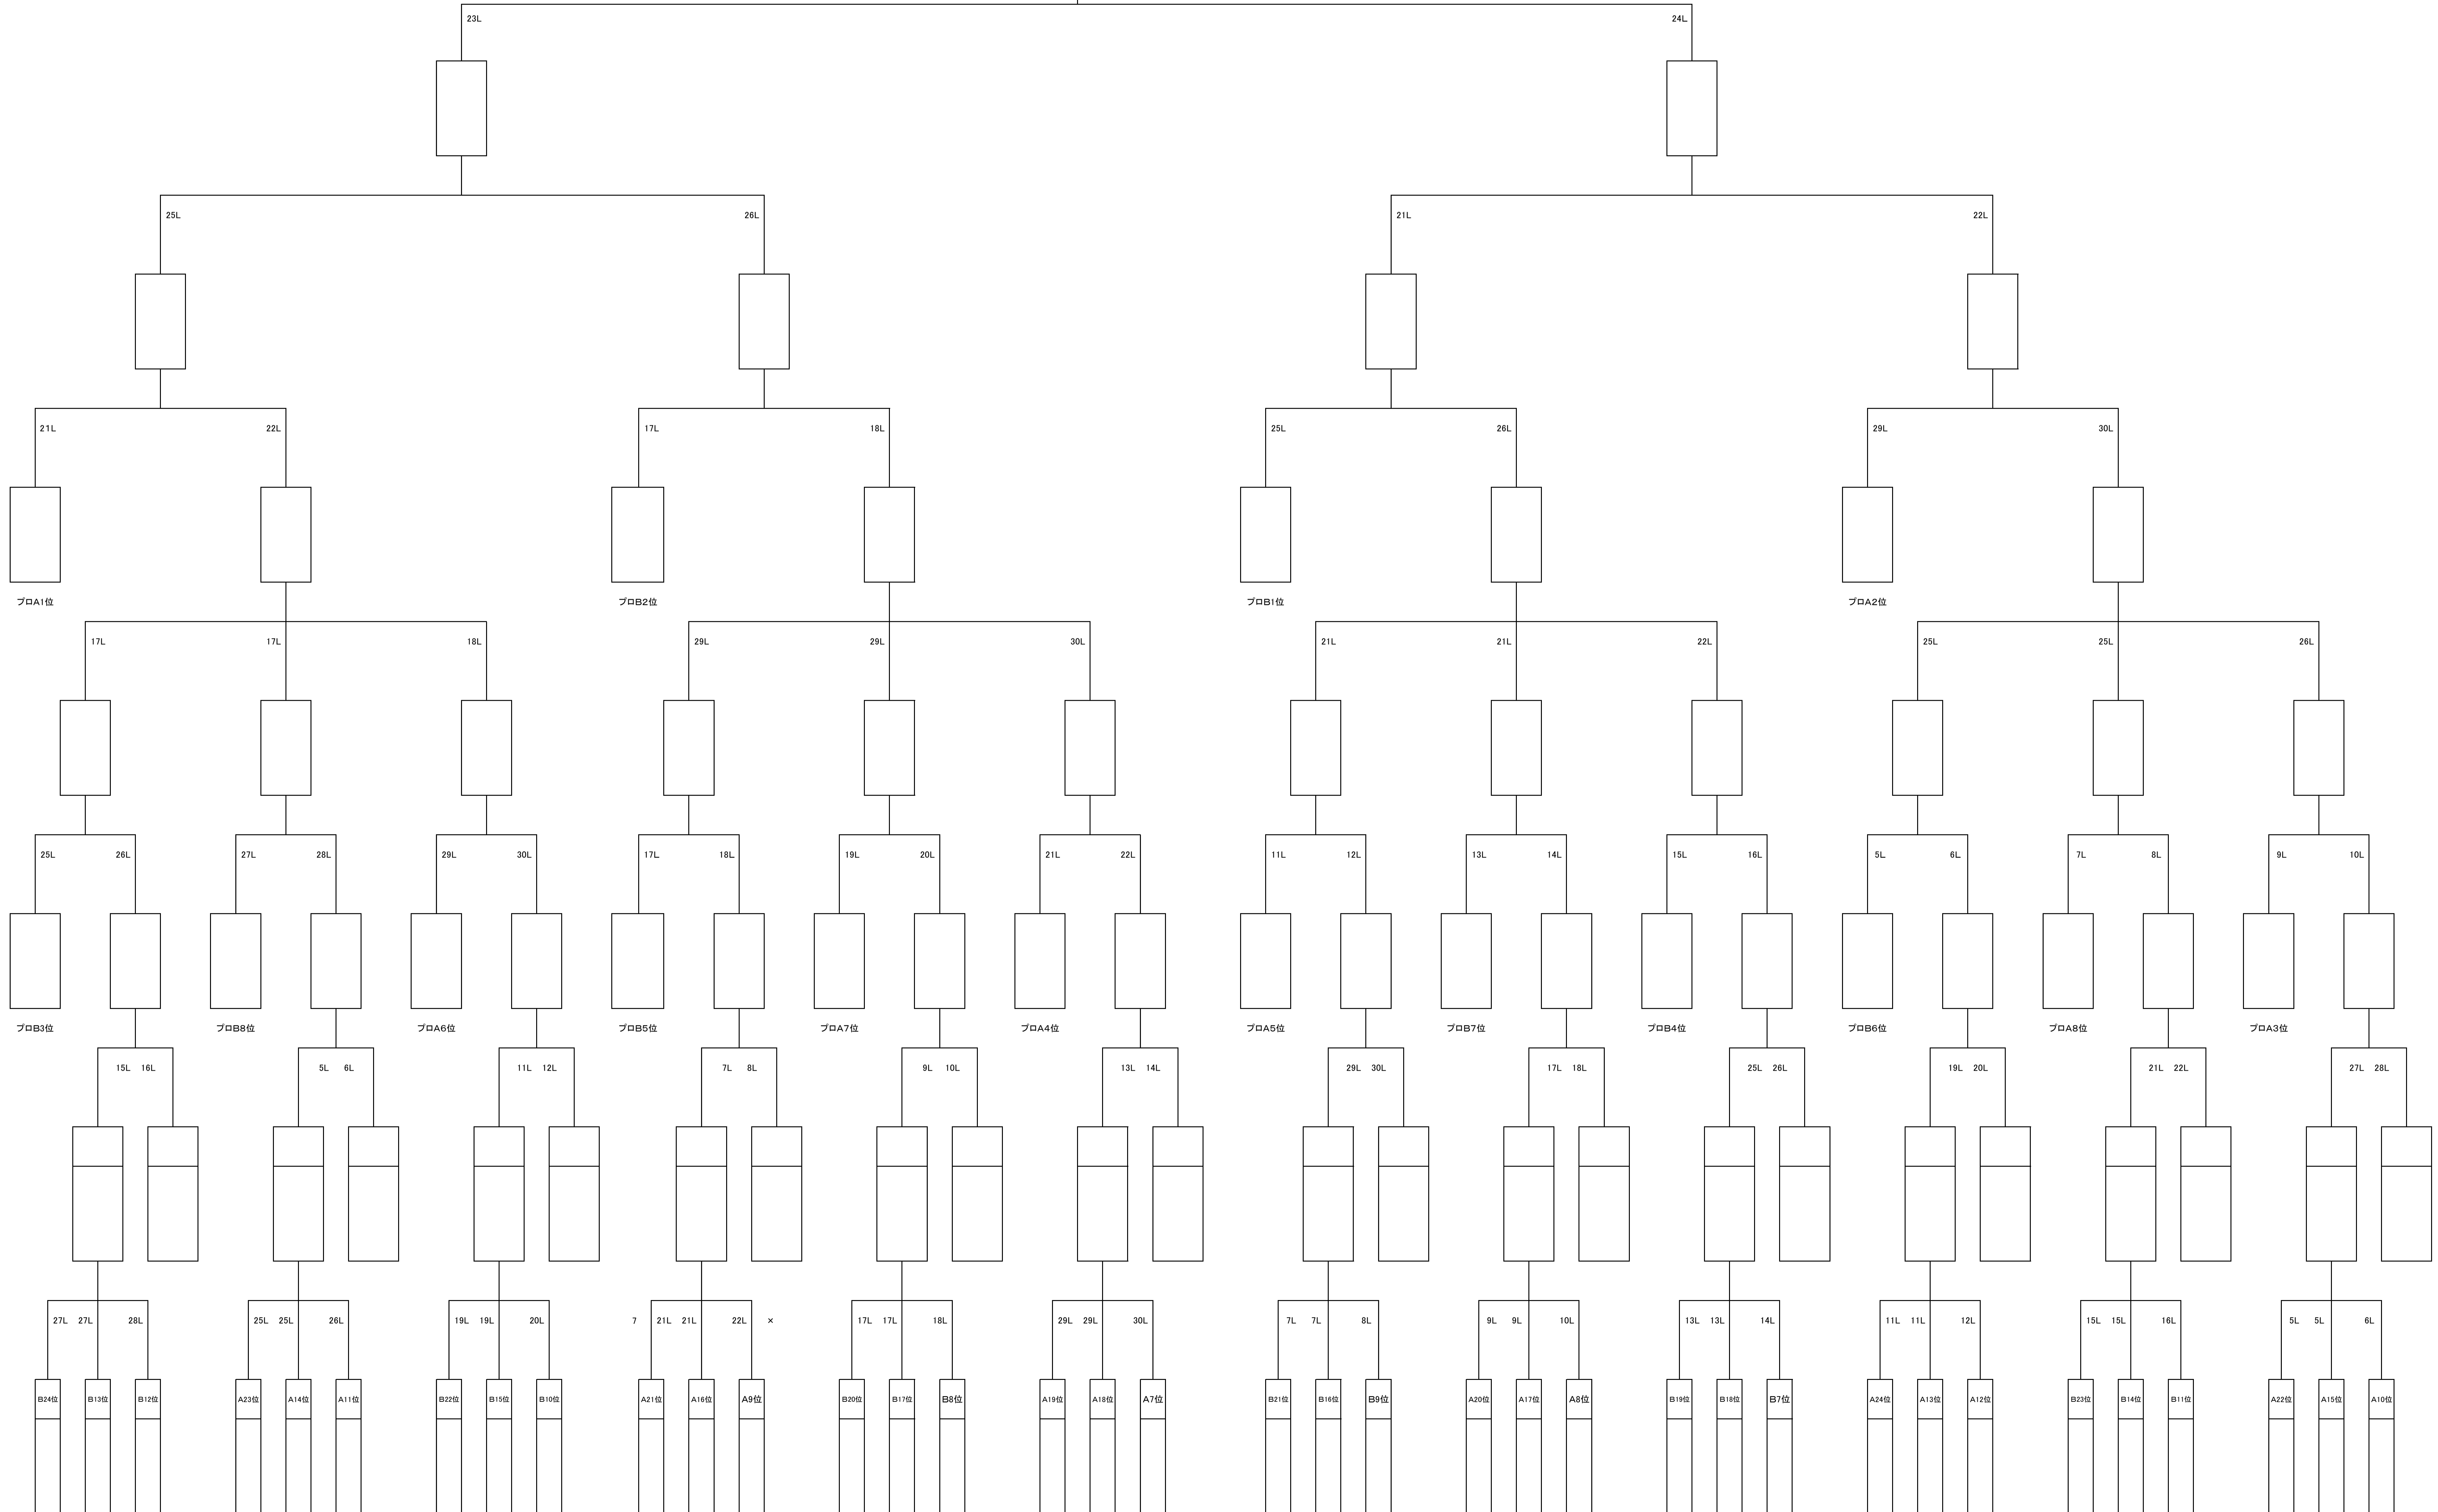 23L 24L
25L 26L 21L 22L
21L 22L 17L 18L 25L 26L 29L 30L
プロA1位 プロB2位 プロB1位 プロA2位
17L 17L 18L 29L 29L 30L 21L 21L 22L 25L 25L 26L
25L 26L 27L 28L 29L 30L 17L 18L 19L 20L 21L 22L 11L 12L 13L 14L 15L 16L 5L 6L 7L 8L 9L 10L
プロB3位 プロB8位 プロA6位 プロB5位 プロA7位 プロA4位 プロA5位 プロB7位 プロB4位 プロB6位 プロA8位 プロA3位
15L 16L 5L 6L 11L 12L 7L 8L 9L 10L 13L 14L 29L 30L 17L 18L 25L 26L 19L 20L 21L 22L 27L 28L
27L 27L 28L 25L 25L 26L 19L 19L 20L 7 21L 21L 22L × 17L 17L 18L 29L 29L 30L 7L 7L 8L 9L 9L 10L 13L 13L 14L 11L 11L 12L 15L 15L 16L 5L 5L 6L
B24位 B13位 B12位 A23位 A14位 A11位 B22位 B15位 B10位 A21位 A16位 A9位 B20位 B17位 B8位 A19位 A18位 A7位 B21位 B16位 B9位 A20位 A17位 A8位 B19位 B18位 B7位 A24位 A13位 A12位 B23位 B14位 B11位 A22位 A15位 A10位